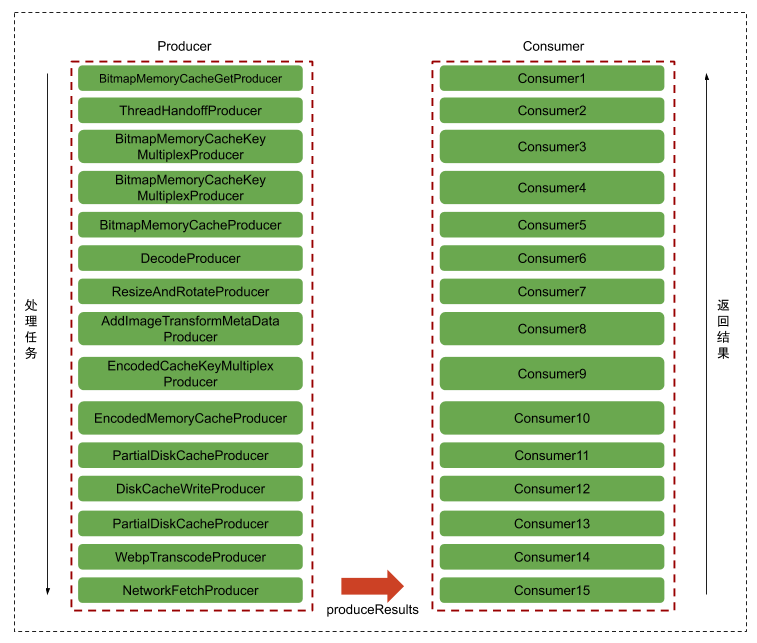 Producer
Consumer
BitmapMemoryCacheGetProducer
Consumer1
ThreadHandoffProducer
Consumer2
BitmapMemoryCacheKey
MultiplexProducer
Consumer3
BitmapMemoryCacheKey
MultiplexProducer
Consumer4
BitmapMemoryCacheProducer
Consumer5
DecodeProducer
Consumer6
ResizeAndRotateProducer
Consumer7
AddImageTransformMetaData
Producer
Consumer8
处理任务
返回结果
EncodedCacheKeyMultiplex
Producer
Consumer9
EncodedMemoryCacheProducer
Consumer10
PartialDiskCacheProducer
Consumer11
DiskCacheWriteProducer
Consumer12
PartialDiskCacheProducer
Consumer13
WebpTranscodeProducer
Consumer14
NetworkFetchProducer
Consumer15
produceResults